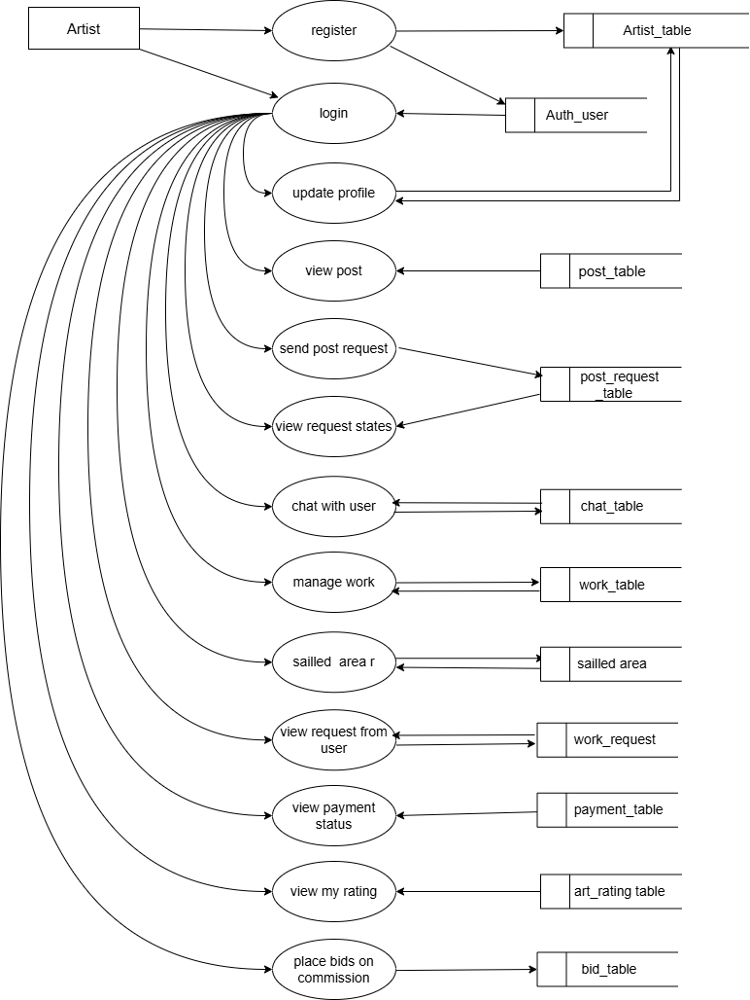 Artist
register
Artist_table
login
Auth_user
update profile
view post
post_table
send post request
post_request
_table
view request states
chat with user
chat_table
manage work
work_table
sailled  area r
sailled area
view request from
user
work_request
view payment
status
payment_table
view my rating
art_rating table
place bids on
commission
bid_table